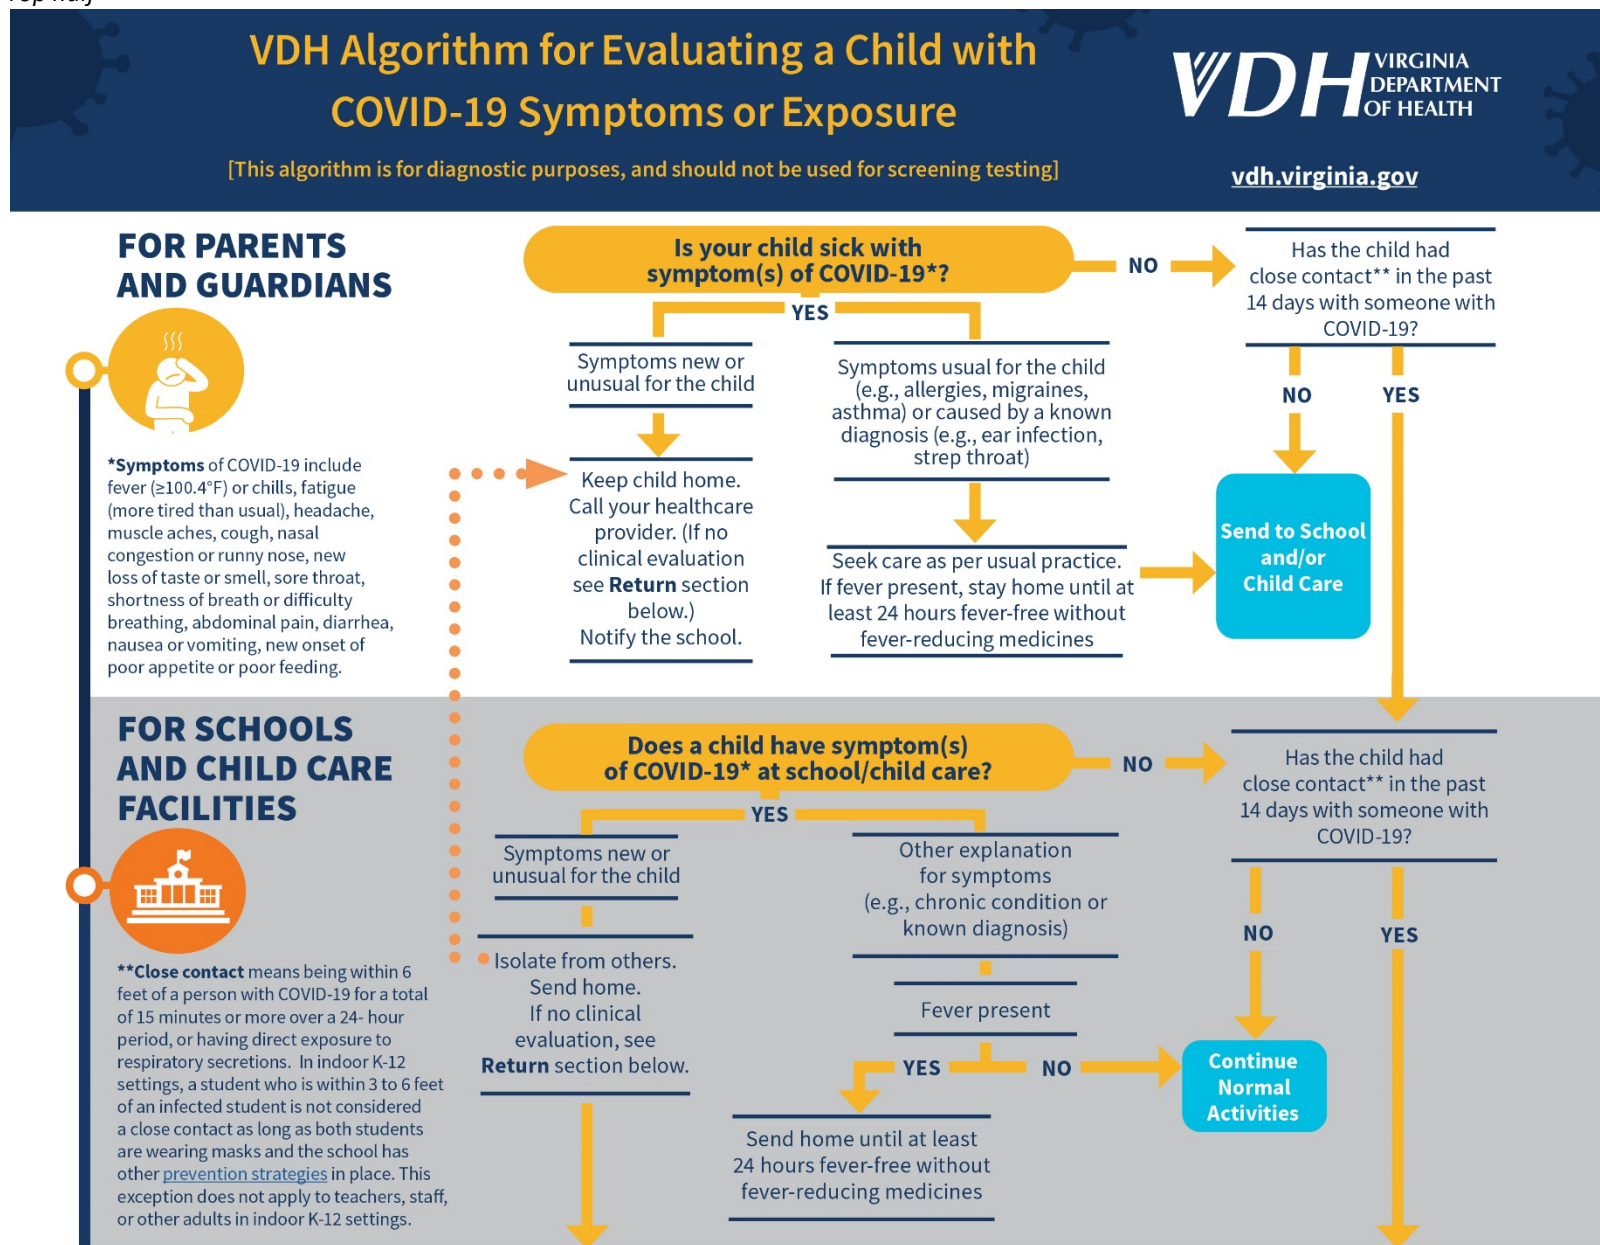 VDH Algorithm for Evaluating a Child with
COVID-19 Symptoms or Exposure
[This algorithm is for diagnostic purposes, and should not be used for screening testing]
VDH VIRGINIA
DEPARTMENT
OF HEALTH
vdh.virginia.gov
FOR PARENTS
AND GUARDIANS
*Symptoms of COVID-19 include
fever (≥100.4°F) or chills, fatigue
(more tired than usual), headache,
muscle aches, cough, nasal
congestion or runny nose, new
loss of taste or smell, sore throat,
shortness of breath or difficulty
breathing, abdominal pain, diarrhea,
nausea or vomiting, new onset of
poor appetite or poor feeding.
Is your child sick with
symptom(s) of COVID-19*?
YES
NO
Symptoms new or
unusual for the child
Keep child home.
Call your healthcare
provider. (If no
clinical evaluation
see Return section
below.)
Notify the school.
Symptoms usual for the child
(e.g., allergies, migraines,
asthma) or caused by a known
diagnosis (e.g., ear infection,
strep throat)
Seek care as per usual practice.
If fever present, stay home until at
least 24 hours fever-free without
fever-reducing medicines
Has the child had
close contact** in the past
14 days with someone with
COVID-19?
NO
YES
Send to School
and/or
Child Care
FOR SCHOOLS
AND CHILD CARE
FACILITIES
**Close contact means being within 6
feet of a person with COVID-19 for a total
of 15 minutes or more over a 24- hour
period, or having direct exposure to
respiratory secretions. In indoor K-12
settings, a student who is within 3 to 6 feet
of an infected student is not considered
a close contact as long as both students
are wearing masks and the school has
other prevention strategies in place. This
exception does not apply to teachers, staff,
or other adults in indoor K-12 settings.
Does a child have symptom(s)
of COVID-19* at school/child care?
YES
NO
Symptoms new or
unusual for the child
Isolate from others.
Send home.
If no clinical
evaluation, see
Return section below.
Other explanation
for symptoms
(e.g., chronic condition or
known diagnosis)
Fever present
YES
NO
Send home until at least
24 hours fever-free without
fever-reducing medicines
Has the child had
close contact** in the past
14 days with someone with
COVID-19?
NO
YES
Continue
Normal
Activities